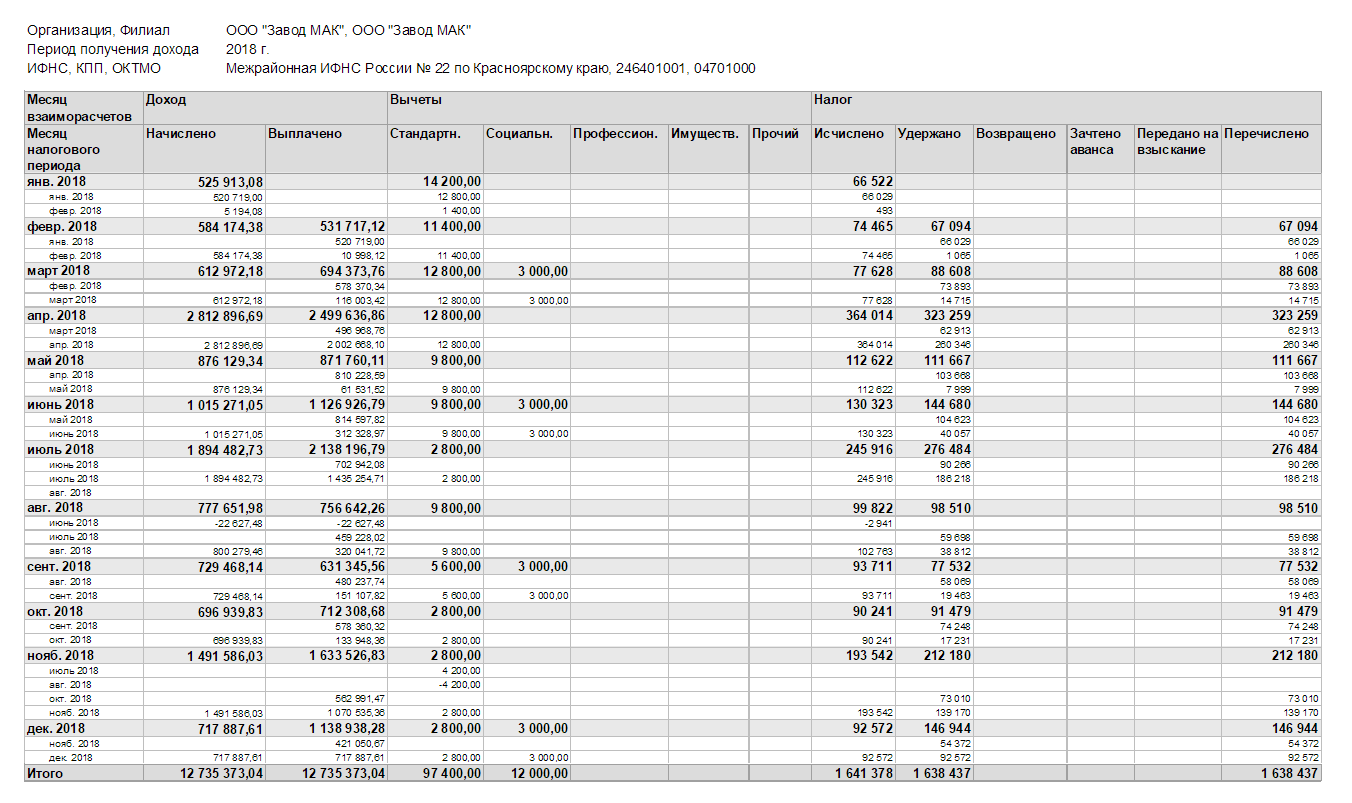 Организация, Филиал ООО "Завод МАК", ООО "Завод МАК"
Период получения дохода 2018 г.
ИФНС, КПП, ОКТМО Межрайонная ИФНС России № 22 по Красноярскому краю, 246401001, 04701000
Месяц взаиморасчетов Доход Вычеты Налог
Месяц налогового периода Начислено Выплачено Стандартн. Социальн. Профессион. Имуществ. Прочий Исчислено Удержано Возвращено Зачтено аванса Передано на взыскание Перечислено
янв. 2018 525 913,08 14 200,00 66 522
янв. 2018 520 719,00 12 800,00 66 029
февр. 2018 5 194,08 1 400,00 493
февр. 2018 584 174,38 531 717,12 11 400,00 74 465 67 094 67 094
янв. 2018 520 719,00 66 029 66 029
февр. 2018 584 174,38 10 998,12 11 400,00 74 465 1 065 1 065
март 2018 612 972,18 694 373,76 12 800,00 3 000,00 77 628 88 608 88 608
февр. 2018 578 370,34 73 893 73 893
март 2018 612 972,18 116 003,42 12 800,00 3 000,00 77 628 14 715 14 715
апр. 2018 2 812 896,69 2 499 636,86 12 800,00 364 014 323 259 323 259
март 2018 496 968,76 62 913 62 913
апр. 2018 2 812 896,69 2 002 668,10 12 800,00 364 014 260 346 260 346
май 2018 876 129,34 871 760,11 9 800,00 112 622 111 667 111 667
апр. 2018 810 228,59 103 668 103 668
май 2018 876 129,34 61 531,52 9 800,00 112 622 7 999 7 999
июнь 2018 1 015 271,05 1 126 926,79 9 800,00 3 000,00 130 323 144 680 144 680
май 2018 814 597,82 104 623 104 623
июнь 2018 1 015 271,05 312 328,97 9 800,00 3 000,00 130 323 40 057 40 057
июль 2018 1 894 482,73 2 138 196,79 2 800,00 245 916 276 484 276 484
июнь 2018 702 942,08 90 266 90 266
июль 2018 1 894 482,73 1 435 254,71 2 800,00 245 916 186 218 186 218
авг. 2018
авг. 2018 777 651,98 756 642,26 9 800,00 99 822 98 510 98 510
июнь 2018 -22 627,48 -22 627,48 -2 941
июль 2018 459 228,02 59 698 59 698
авг. 2018 800 279,46 320 041,72 9 800,00 102 763 38 812 38 812
сент. 2018 729 468,14 631 345,56 5 600,00 3 000,00 93 711 77 532 77 532
авг. 2018 480 237,74 58 069 58 069
сент. 2018 729 468,14 151 107,82 5 600,00 3 000,00 93 711 19 463 19 463
окт. 2018 696 939,83 712 308,68 2 800,00 90 241 91 479 91 479
сент. 2018 578 360,32 74 248 74 248
окт. 2018 696 939,83 133 948,36 2 800,00 90 241 17 231 17 231
нояб. 2018 1 491 586,03 1 633 526,83 2 800,00 193 542 212 180 212 180
июль 2018 4 200,00
авг. 2018 -4 200,00
окт. 2018 562 991,47 73 010 73 010
нояб. 2018 1 491 586,03 1 070 535,36 2 800,00 193 542 139 170 139 170
дек. 2018 717 887,61 1 138 938,28 2 800,00 3 000,00 92 572 146 944 146 944
нояб. 2018 421 050,67 54 372 54 372
дек. 2018 717 887,61 717 887,61 2 800,00 3 000,00 92 572 92 572 92 572
Итого 12 735 373,04 12 735 373,04 97 400,00 12 000,00 1 641 378 1 638 437 1 638 437